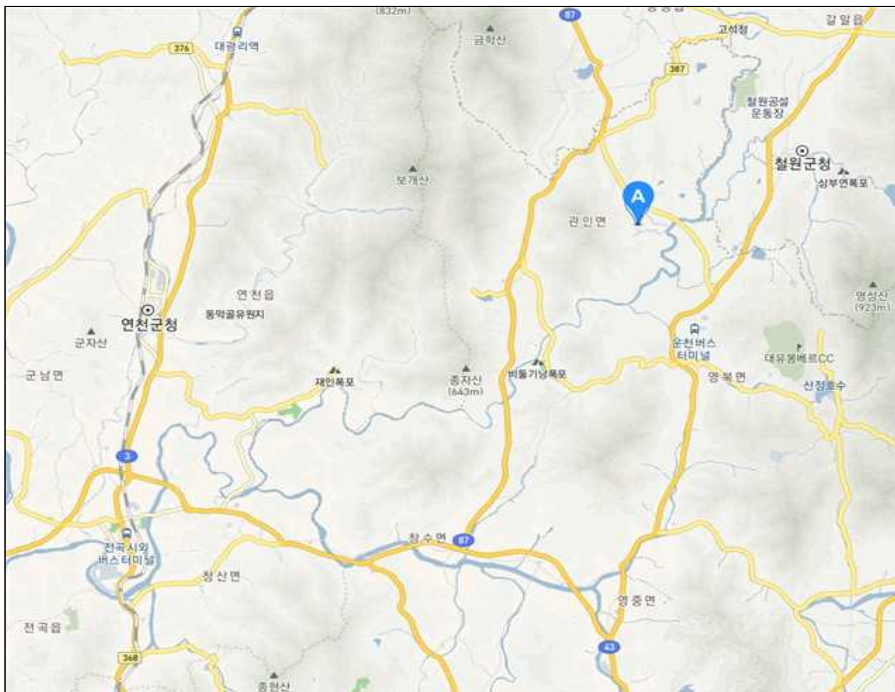 (832m)
87
금학산
고석정
갈말읍
376
대광리역
387
철원공설
운동장
철원군청
삼부연폭포
보개산
A
관인면
연천읍
동막골유원지
연천군청
군자산
명성산
(923m)
운천버스
터미널
대유몽베르CC
군남면
재인폭포
종자산
(643m)
비둘기낭폭포
영북면
산정호수
3
전곡시외
버스터미널
87
창수면
청산면
영중면
전곡읍
43
368
종현산